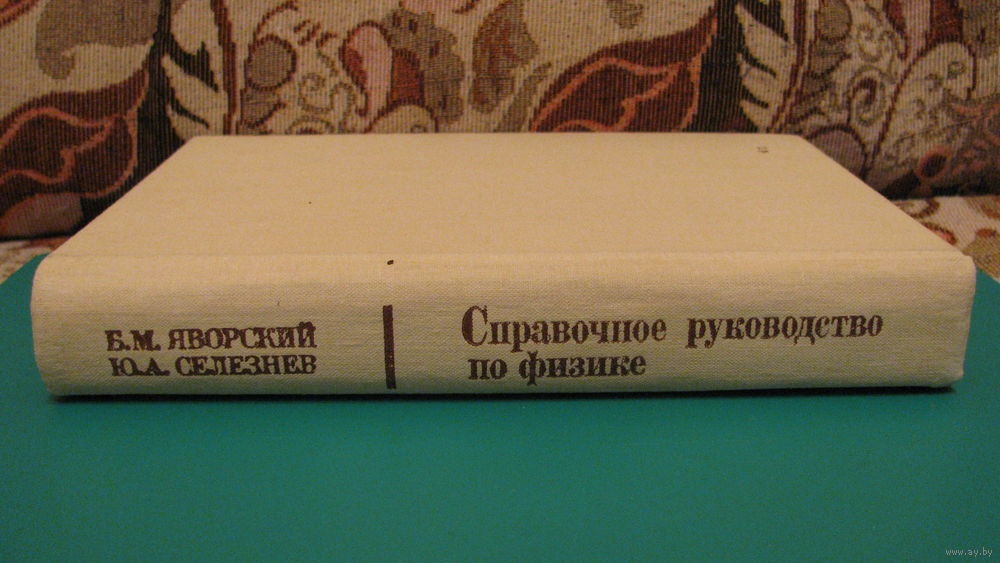 Б.М. ЯВОРСКИЙ
Ю.А. СЕЛЕЗНЕВ
Справочное руководство
по физике
www.ay.by